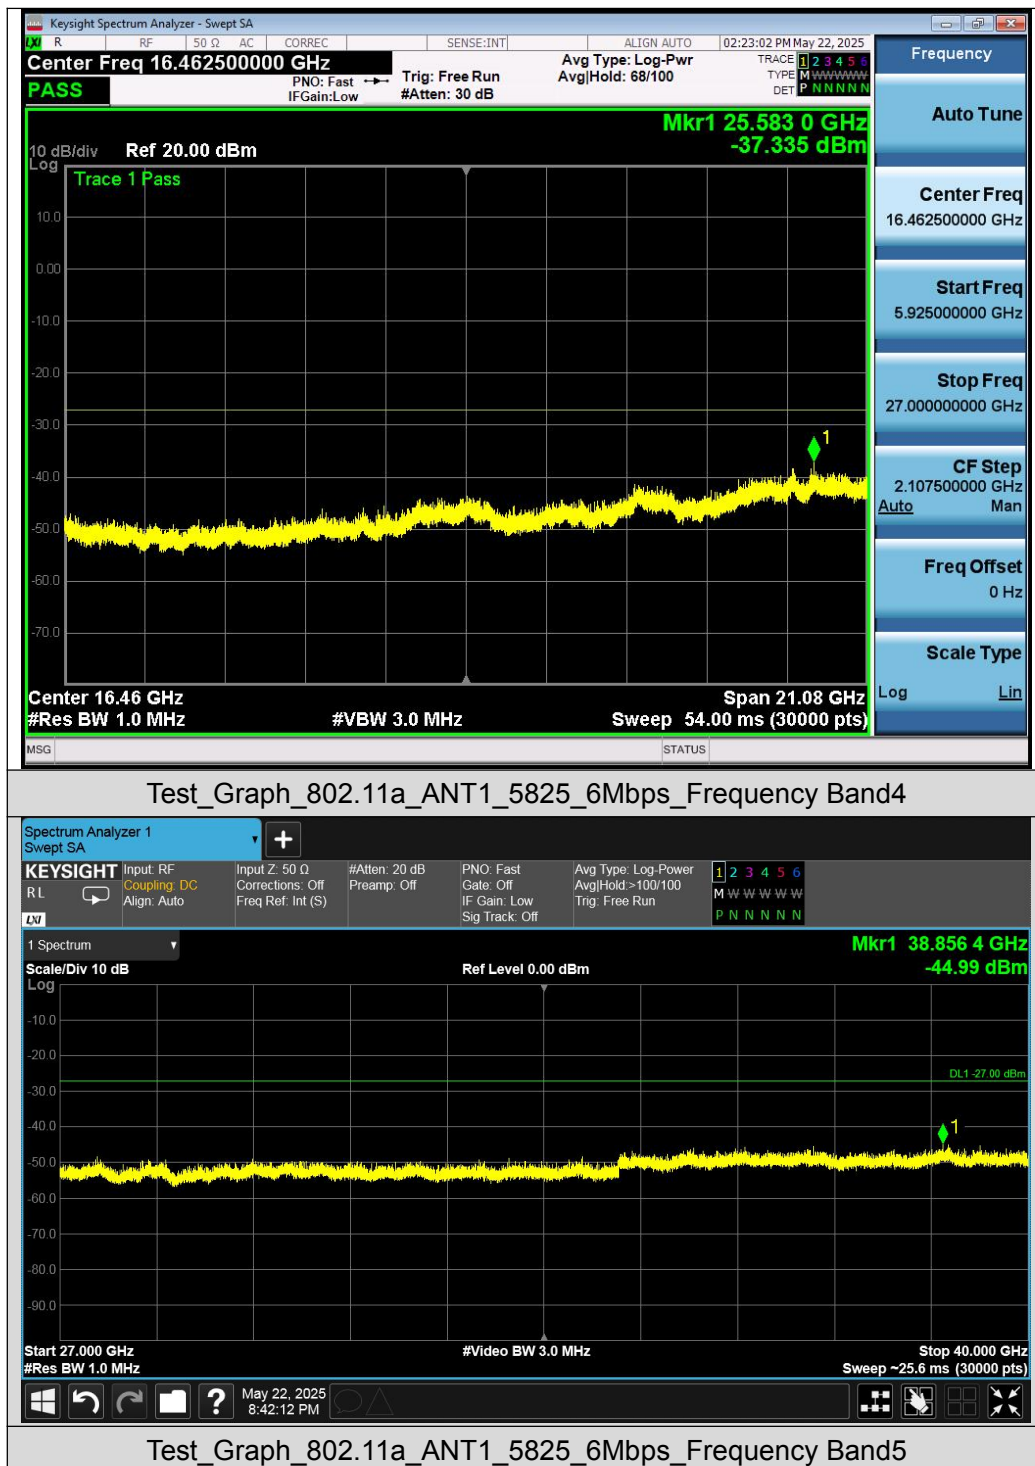 Keysight Spectrum Analyzer - Swept SA
LXI R RF 50 Ω AC CORREC SENSE:INT ALIGN AUTO 02:23:02 PM May 22, 2025
Center Freq 16.462500000 GHz
PASS
PNO: Fast
IFGain:Low
Trig: Free Run
#Atten: 30 dB
Avg Type: Log-Pwr
Avg|Hold: 68/100
TRACE 1 2 3 4 5 6
TYPE M W W W W W
DET P N N N N N
Mkr1 25.583 0 GHz
-37.335 dBm
10 dB/div Ref 20.00 dBm
Log
Trace 1 Pass
10.0
0.00
-10.0
-20.0
-30.0
1
-40.0
-50.0
-60.0
-70.0
Center 16.46 GHz Span 21.08 GHz
#Res BW 1.0 MHz #VBW 3.0 MHz Sweep 54.00 ms (30000 pts)
MSG STATUS
Frequency
Auto Tune
Center Freq
16.462500000 GHz
Start Freq
5.925000000 GHz
Stop Freq
27.000000000 GHz
CF Step
2.107500000 GHz
Auto Man
Freq Offset
0 Hz
Scale Type
Log Lin
Test_Graph_802.11a_ANT1_5825_6Mbps_Frequency Band4
Spectrum Analyzer 1
Swept SA
+
KEYSIGHT
RL
LXI
Input: RF
Coupling: DC
Align: Auto
Input Z: 50 Ω
Corrections: Off
Freq Ref: Int (S)
#Atten: 20 dB
Preamp: Off
PNO: Fast
Gate: Off
IF Gain: Low
Sig Track: Off
Avg Type: Log-Power
Avg|Hold:>100/100
Trig: Free Run
1 2 3 4 5 6
M W W W W W
P N N N N N
1 Spectrum
Mkr1 38.856 4 GHz
-44.99 dBm
Scale/Div 10 dB Ref Level 0.00 dBm
Log
-10.0
-20.0
DL1 -27.00 dBm
-30.0
-40.0
1
-50.0
-60.0
-70.0
-80.0
-90.0
Start 27.000 GHz #Video BW 3.0 MHz Stop 40.000 GHz
#Res BW 1.0 MHz Sweep ~25.6 ms (30000 pts)
?
May 22, 2025
8:42:12 PM
Test_Graph_802.11a_ANT1_5825_6Mbps_Frequency Band5